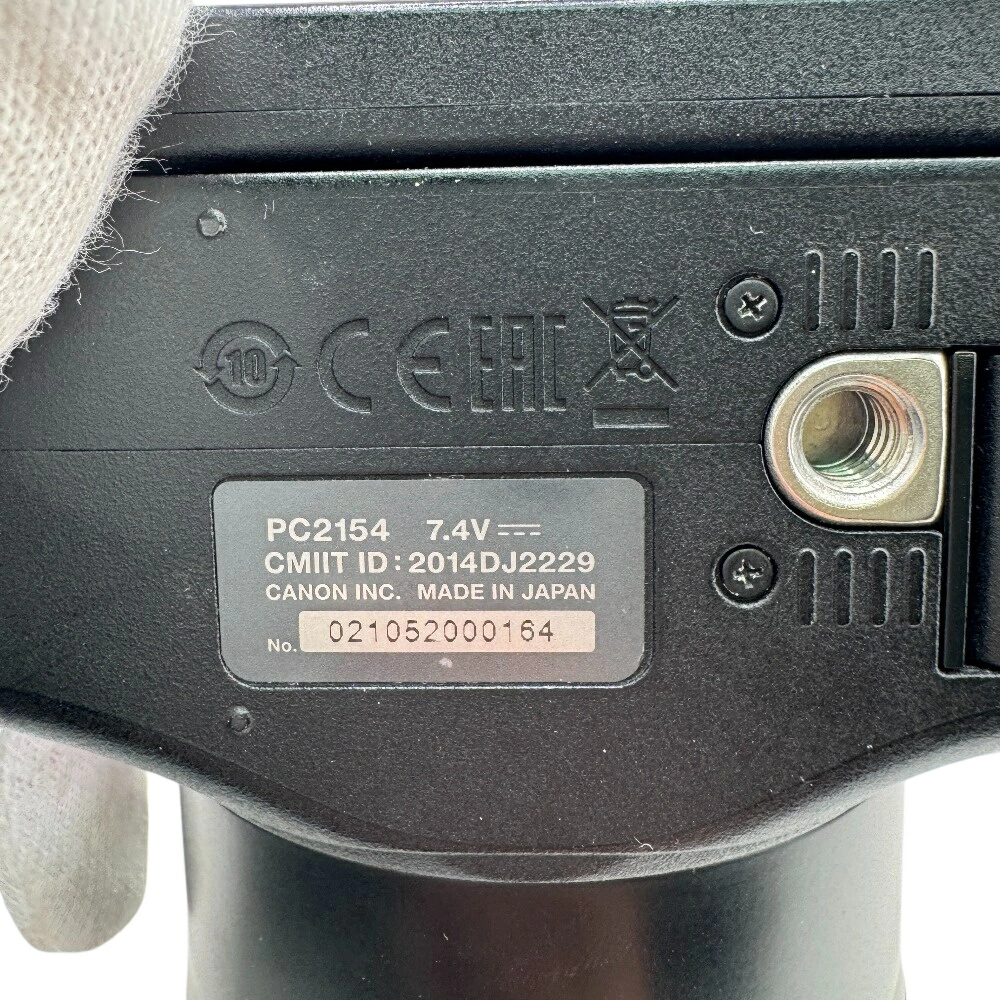 10 CE EAC
PC2154 7.4V
CMIIT ID: 2014DJ2229
CANON INC. MADE IN JAPAN
No. 021052000164